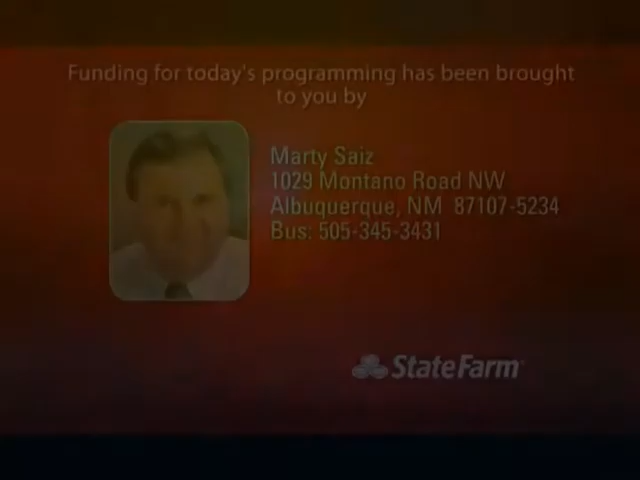 Funding for today's programming has been brought
to you by
Marty Saiz
1029 Montano Road NW
Albuquerque, NM 87107-5234
Bus: 505-345-3431
StateFarm